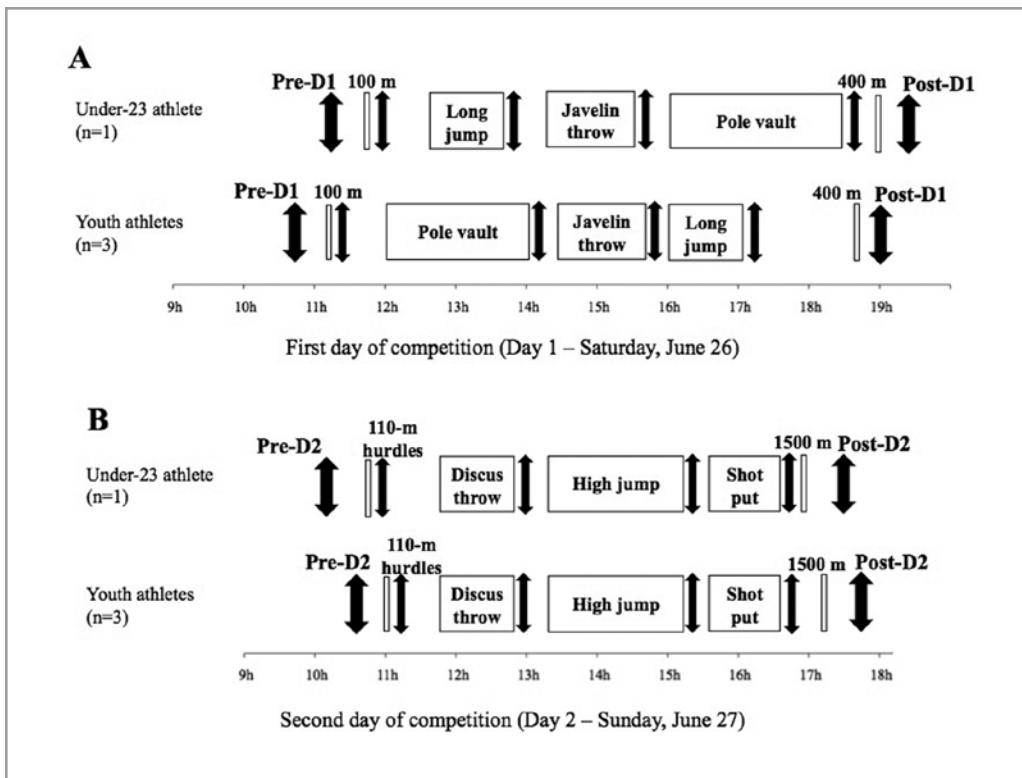 A
Pre-D1 100 m 400 m Post-D1
Under-23 athlete
(n=1)
Long
jump
Javelin
throw
Pole vault
Pre-D1 100 m 400 m Post-D1
Youth athletes
(n=3)
Pole vault
Javelin
throw
Long
jump
9h 10h 11h 12h 13h 14h 15h 16h 17h 18h 19h
First day of competition (Day 1 – Saturday, June 26)
B
Pre-D2
110-m
hurdles
1500 m Post-D2
Under-23 athlete
(n=1)
Discus
throw
High jump
Shot
put
Pre-D2
110-m
hurdles
1500 m Post-D2
Youth athletes
(n=3)
Discus
throw
High jump
Shot
put
9h 10h 11h 12h 13h 14h 15h 16h 17h 18h
Second day of competition (Day 2 – Sunday, June 27)